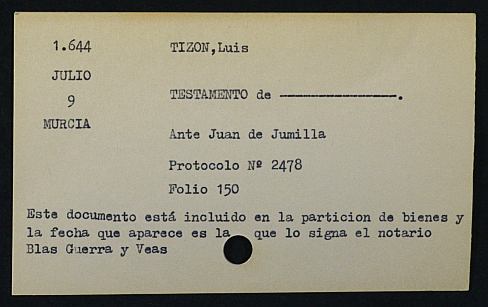 1.644 TIZON,Luis
JULIO
9 TESTAMENTO de ----------------.
MURCIA
Ante Juan de Jumilla
Protocolo Nº 2478
Folio 150
Este documento está incluido en la particion de bienes y
la fecha que aparece es la que lo signa el notario
Blas Guerra y Veas